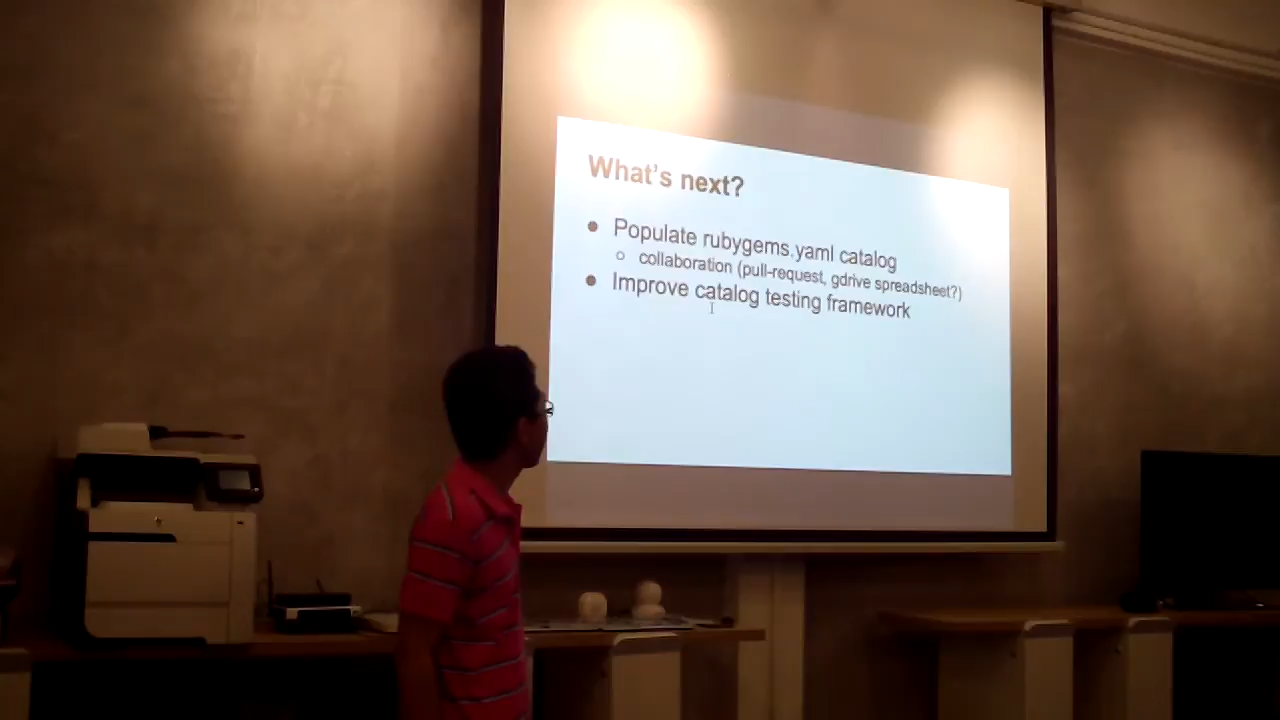 What's next?
● Populate rubygems.yaml catalog
○ collaboration (pull-request, gdrive spreadsheet?)
● Improve catalog testing framework